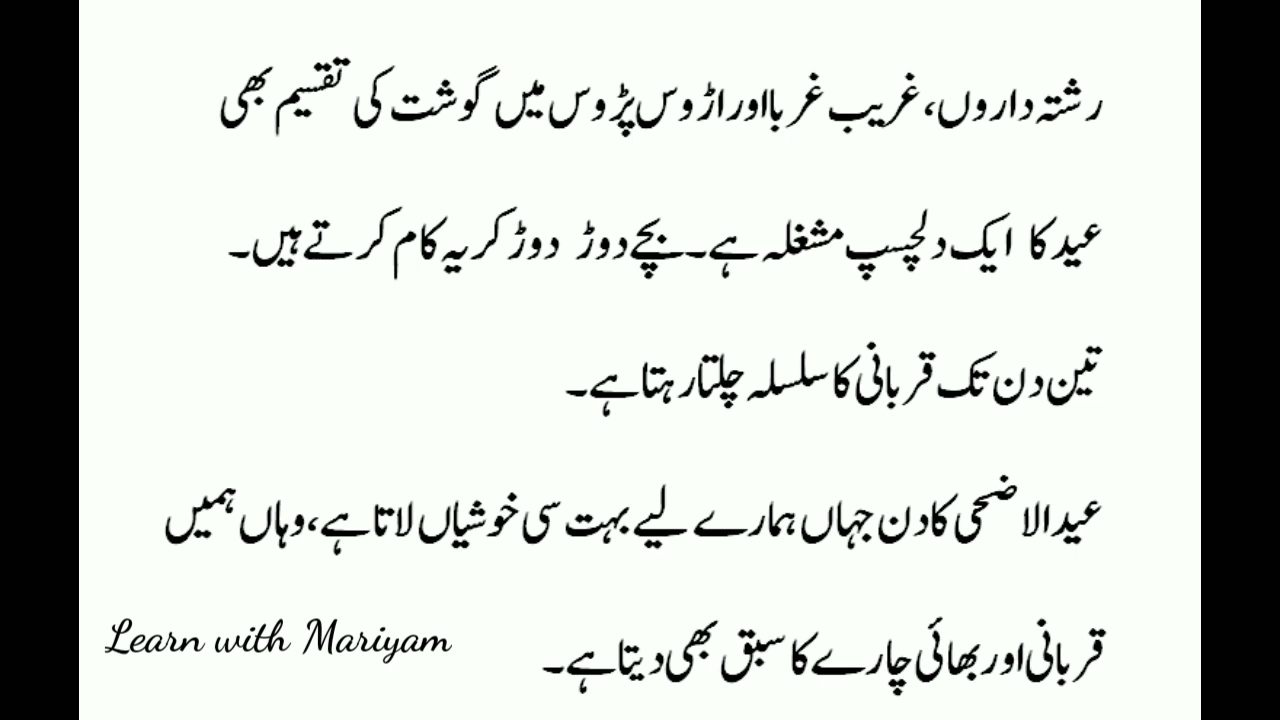 رشتہ داروں، غریب غربا اور اڑوس پڑوس میں گوشت کی تقسیم بھی
عید کا ایک دلچسپ مشغلہ ہے۔ بچے دوڑ دوڑ کر یہ کام کرتے ہیں۔
تین دن تک قربانی کا سلسلہ چلتا رہتا ہے۔
عید الاضحی کا دن جہاں ہمارے لیے بہت سی خوشیاں لاتا ہے، وہاں ہمیں
قربانی اور بھائی چارے کا سبق بھی دیتا ہے۔
Learn with Mariyam